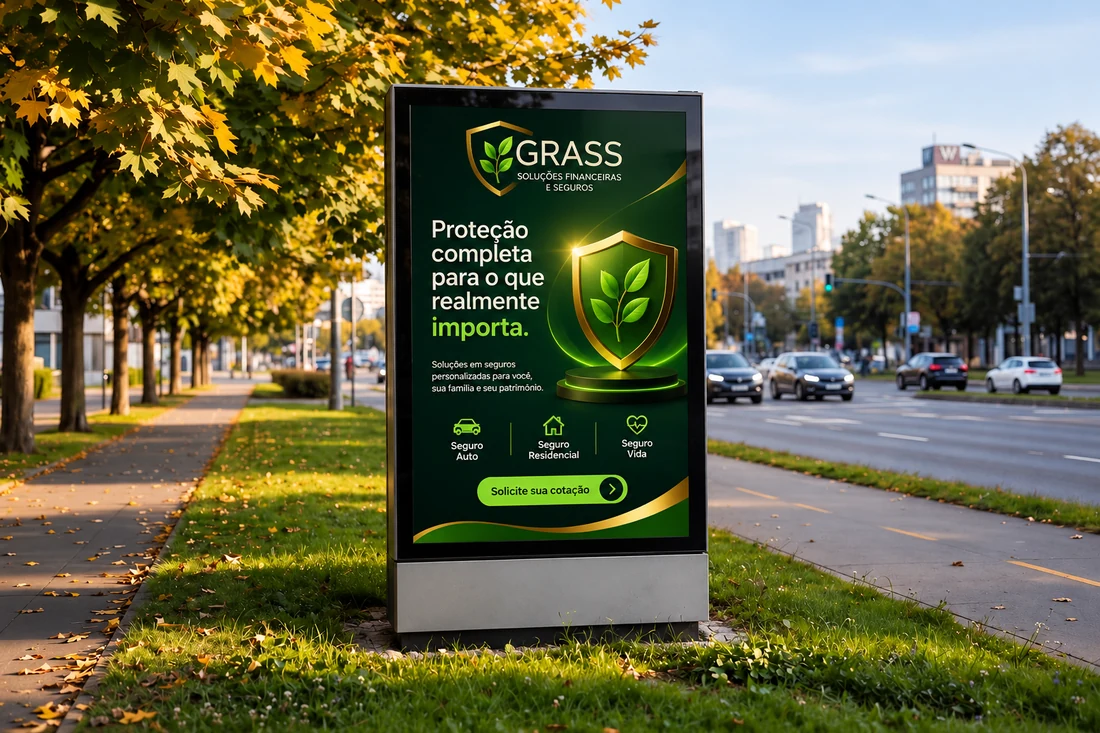 GRASS
SOLUÇÕES FINANCEIRAS
E SEGUROS
Proteção
completa
para o que
realmente
importa.
Soluções em seguros
personalizadas para você,
sua família e seu patrimônio.
Seguro
Auto
Seguro
Residencial
Seguro
Vida
Solicite sua cotação
W